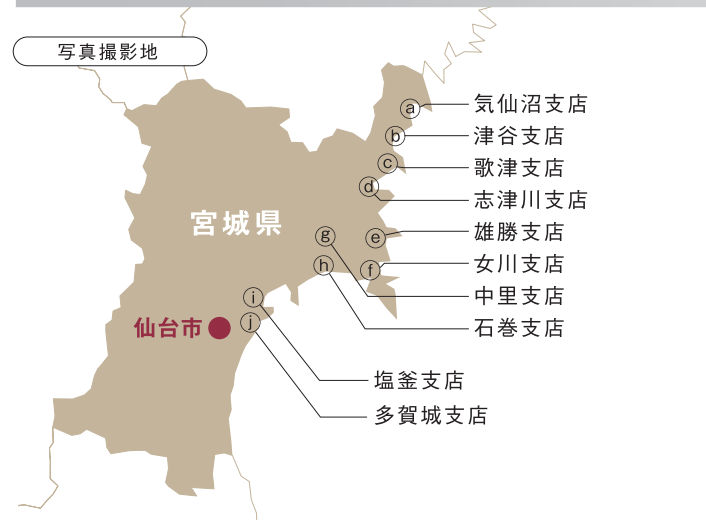 写真撮影地
a 気仙沼支店
b 津谷支店
c 歌津支店
d 志津川支店
e 雄勝支店
f 女川支店
g 中里支店
h 石巻支店
i 塩釜支店
j 多賀城支店
宮城県
仙台市